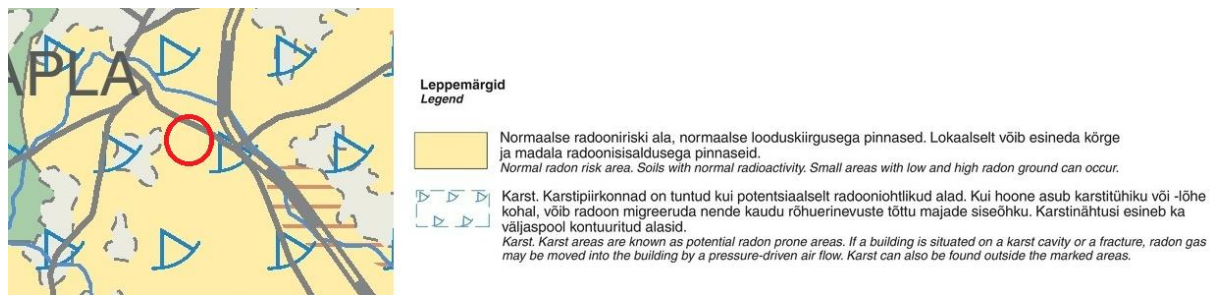 APLA
Leppemärgid
Legend
Normaalse radooniriski ala, normaalse looduskiirgusega pinnased. Lokaalselt võib esineda kõrge
ja madala radoonisisaldusega pinnaseid.
Normal radon risk area. Soils with normal radioactivity. Small areas with low and high radon ground can occur.
Karst. Karstipiirkonnad on tuntud kui potentsiaalselt radooniohtlikud alad. Kui hoone asub karstitühiku või -lõhe
kohal, võib radoon migreeruda nende kaudu rõhuerinevuste tõttu majade siseõhku. Karstinähtusi esineb ka
väljaspool kontuuritud alasid.
Karst. Karst areas are known as potential radon prone areas. If a building is situated on a karst cavity or a fracture, radon gas
may be moved into the building by a pressure-driven air flow. Karst can also be found outside the marked areas.